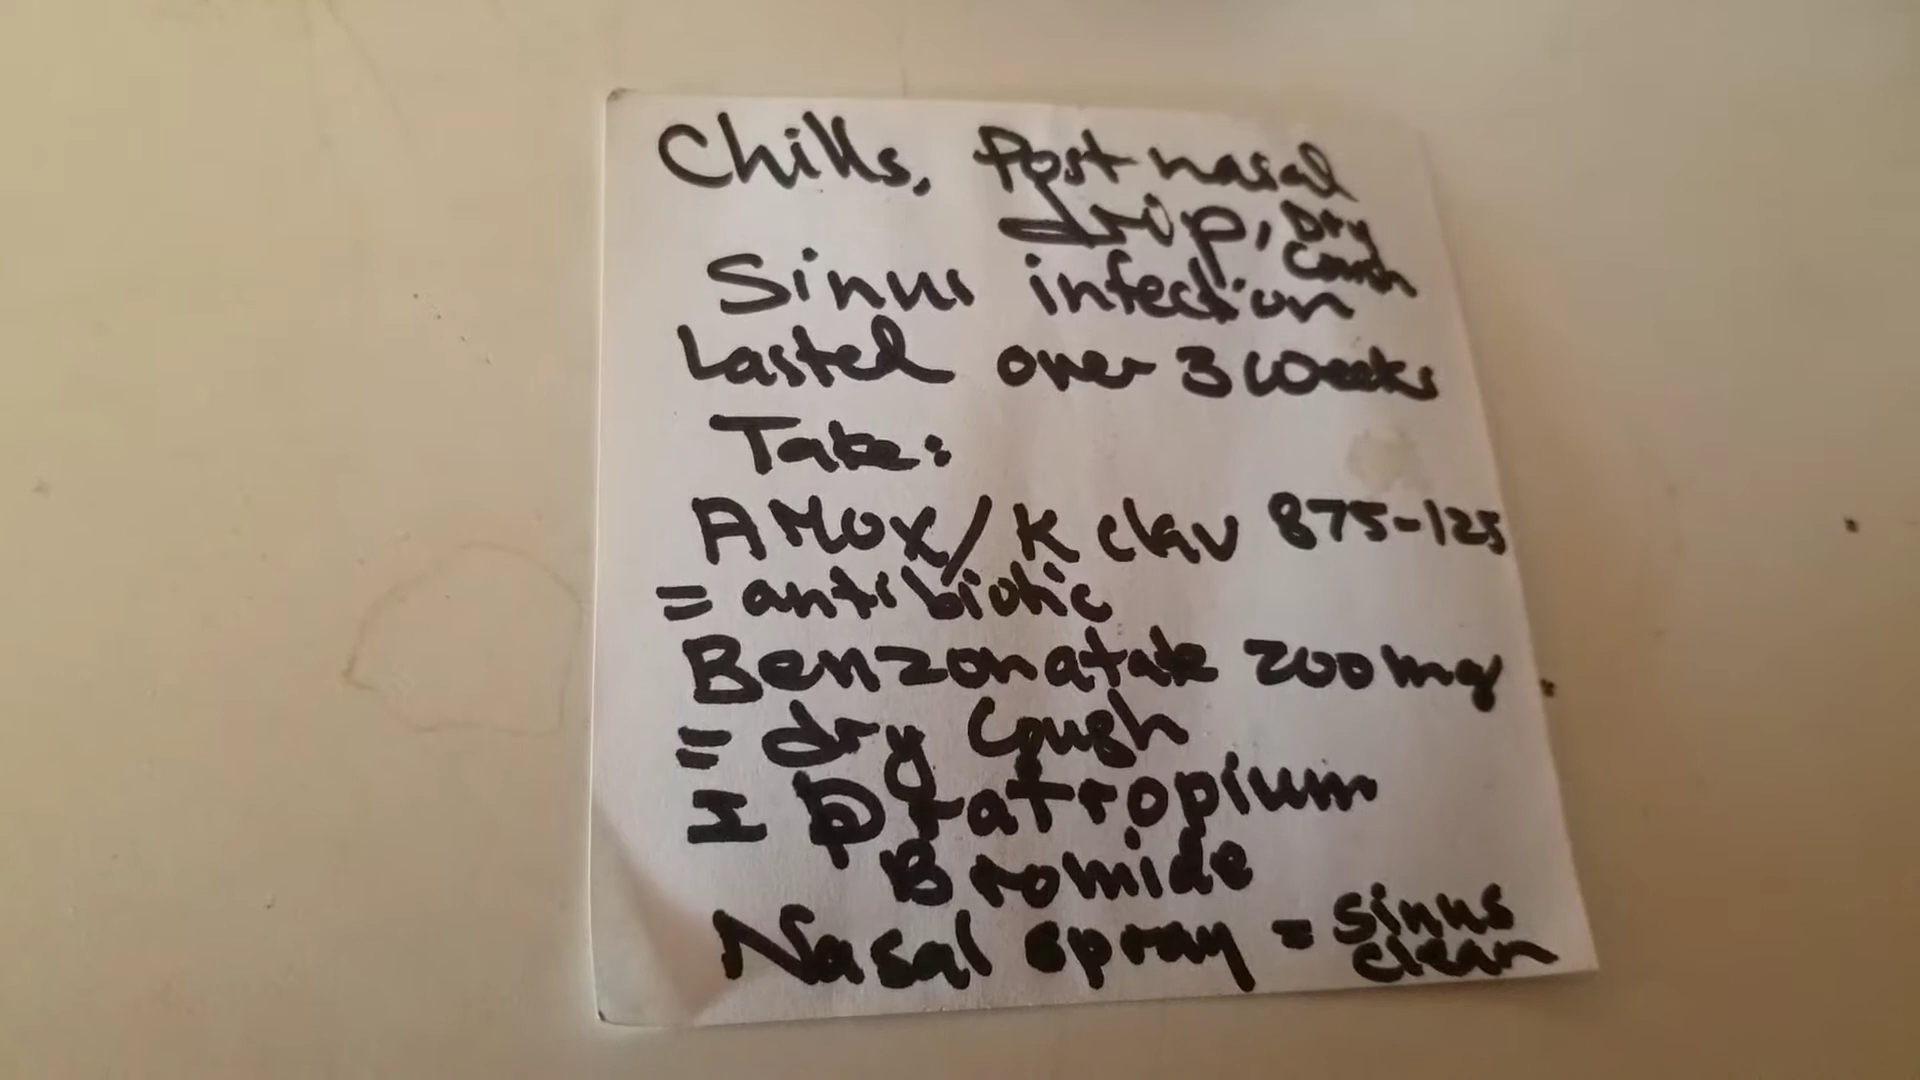 Chills, Post nasal
drip, Dry
Cough
Sinus infection
Lasted over 3 weeks
Take:
AMOX/K clav 875-125
= antibiotic
Benzonatate 200mg.
= dry Cough
Ipratropium
Bromide
Nasal spray = sinus
clean